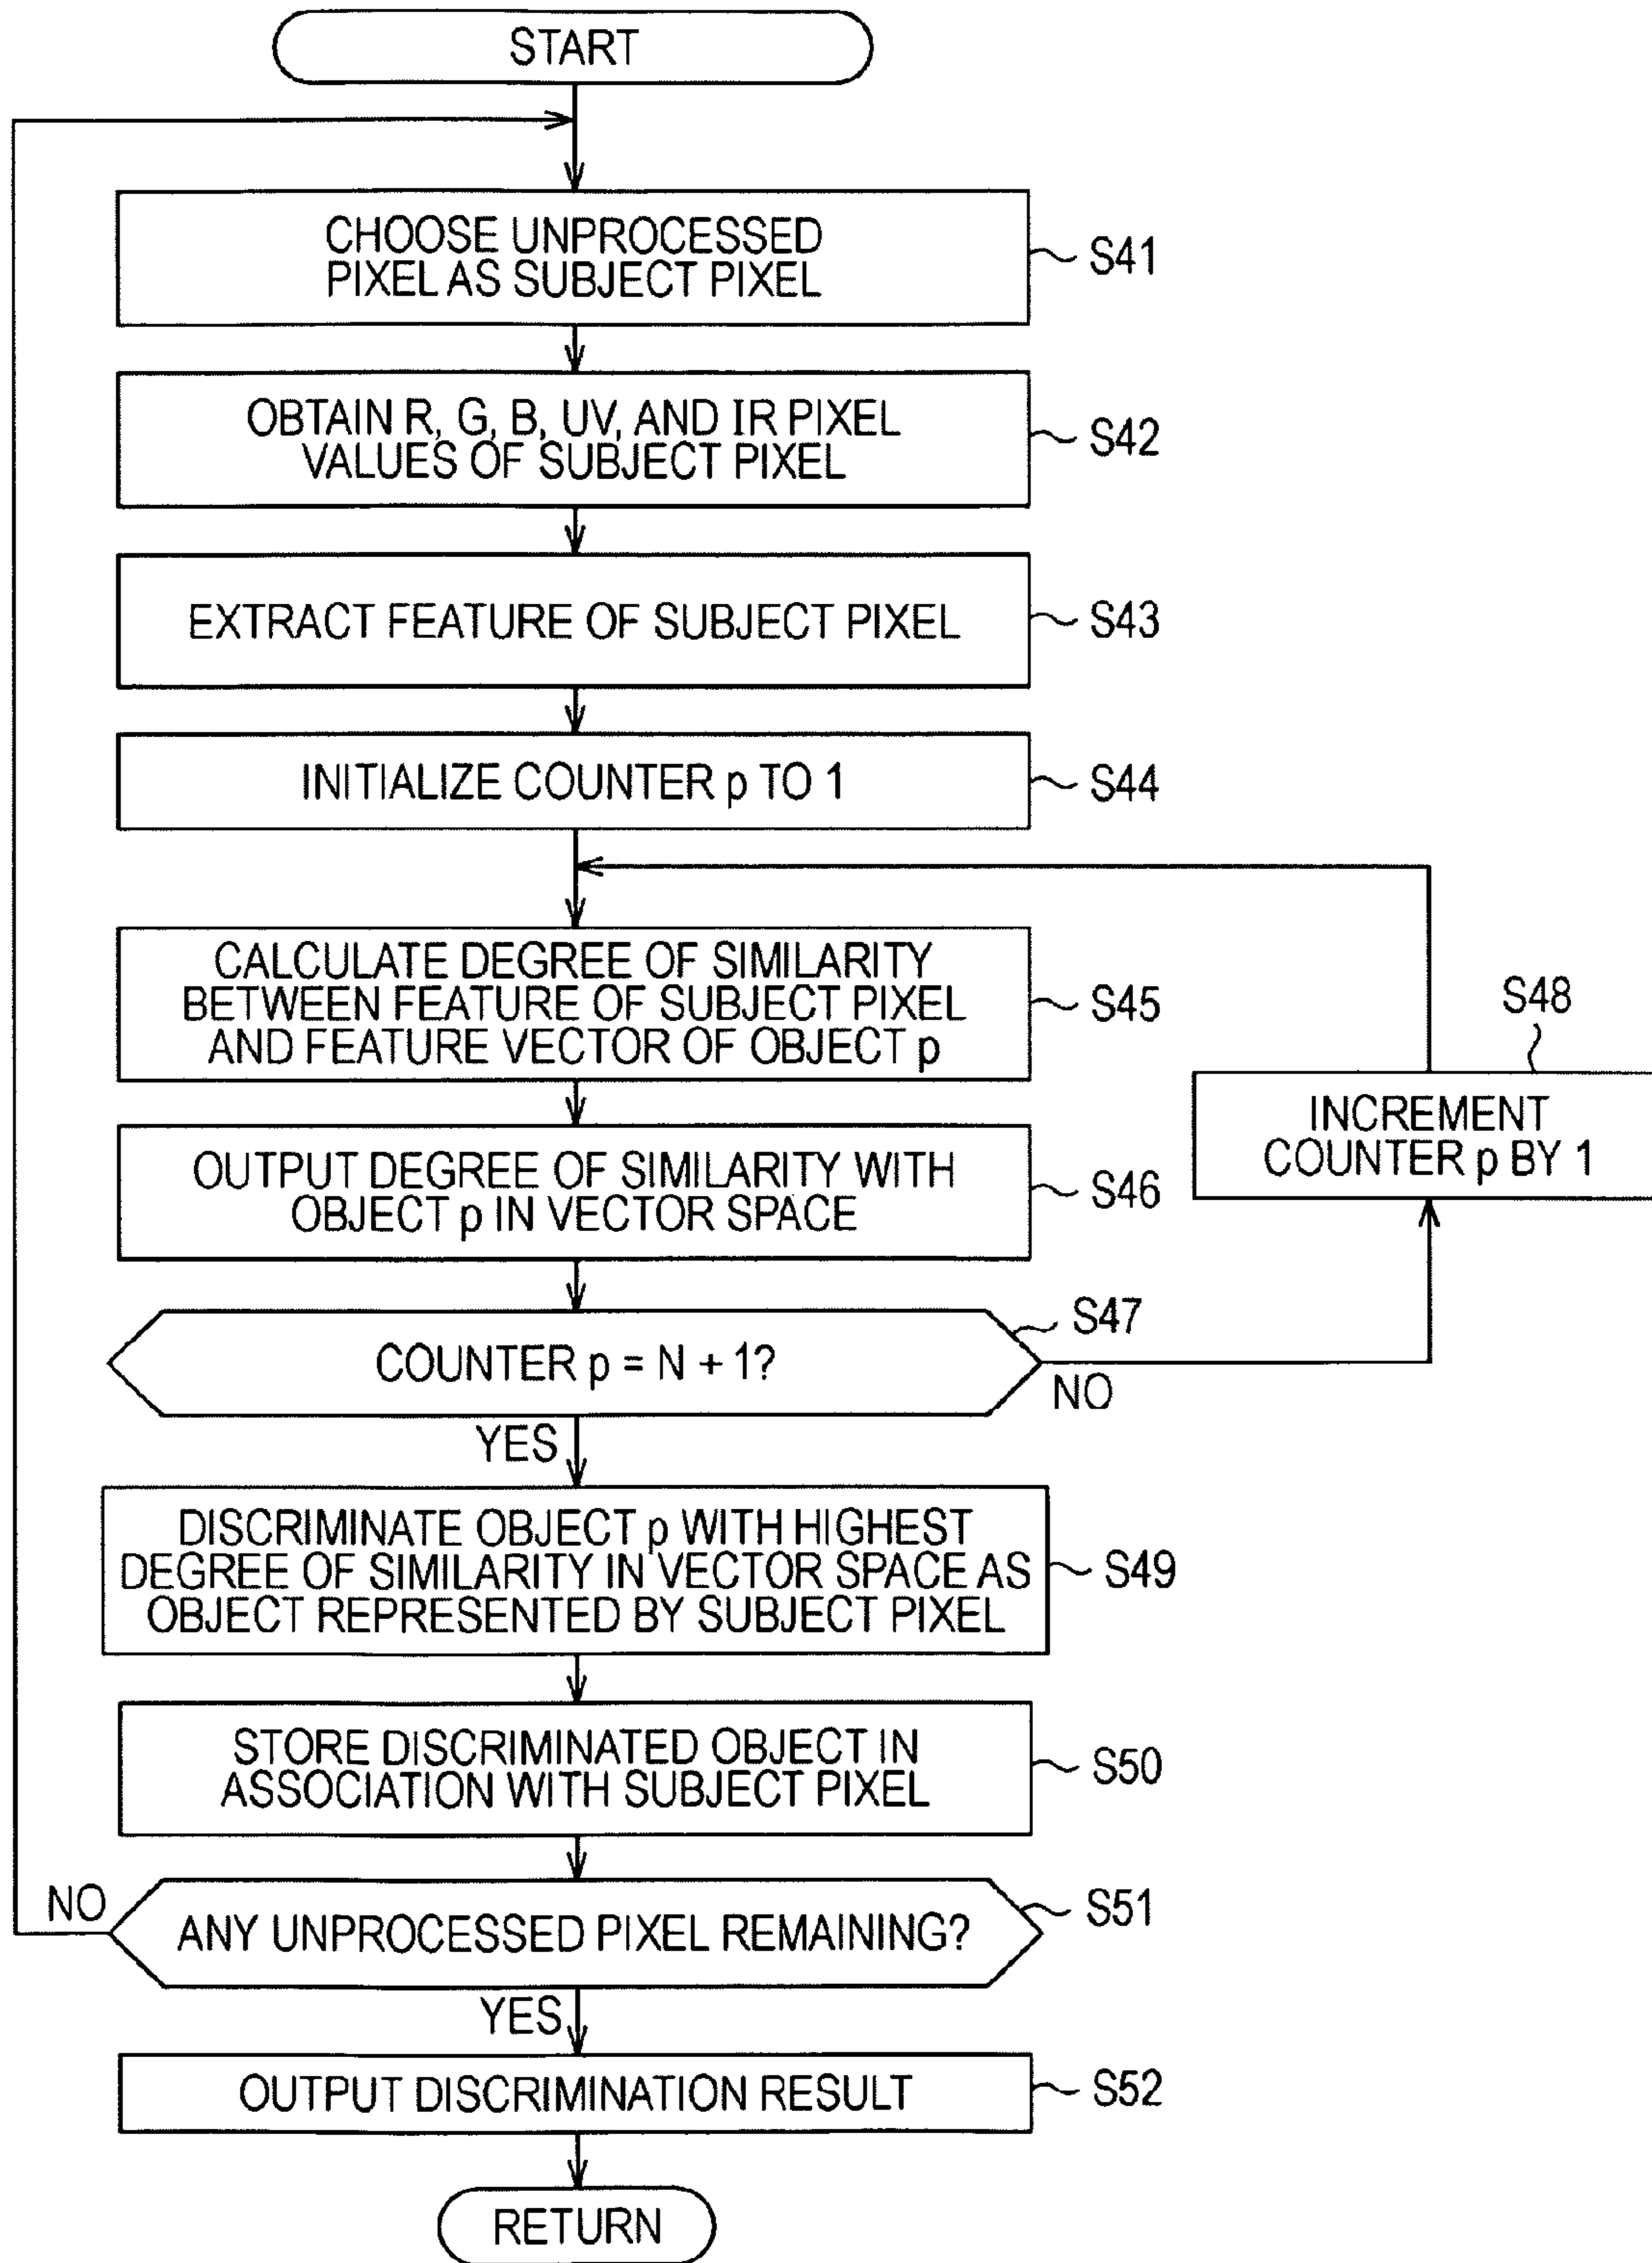 START
CHOOSE UNPROCESSED
PIXEL AS SUBJECT PIXEL
S41
OBTAIN R, G, B, UV, AND IR PIXEL
VALUES OF SUBJECT PIXEL
S42
EXTRACT FEATURE OF SUBJECT PIXEL
S43
INITIALIZE COUNTER p TO 1
S44
CALCULATE DEGREE OF SIMILARITY
BETWEEN FEATURE OF SUBJECT PIXEL
AND FEATURE VECTOR OF OBJECT p
S45
S48
INCREMENT
COUNTER p BY 1
OUTPUT DEGREE OF SIMILARITY WITH
OBJECT p IN VECTOR SPACE
S46
COUNTER p = N + 1?
S47
NO
YES
DISCRIMINATE OBJECT p WITH HIGHEST
DEGREE OF SIMILARITY IN VECTOR SPACE AS
OBJECT REPRESENTED BY SUBJECT PIXEL
S49
STORE DISCRIMINATED OBJECT IN
ASSOCIATION WITH SUBJECT PIXEL
S50
NO
ANY UNPROCESSED PIXEL REMAINING?
S51
YES
OUTPUT DISCRIMINATION RESULT
S52
RETURN